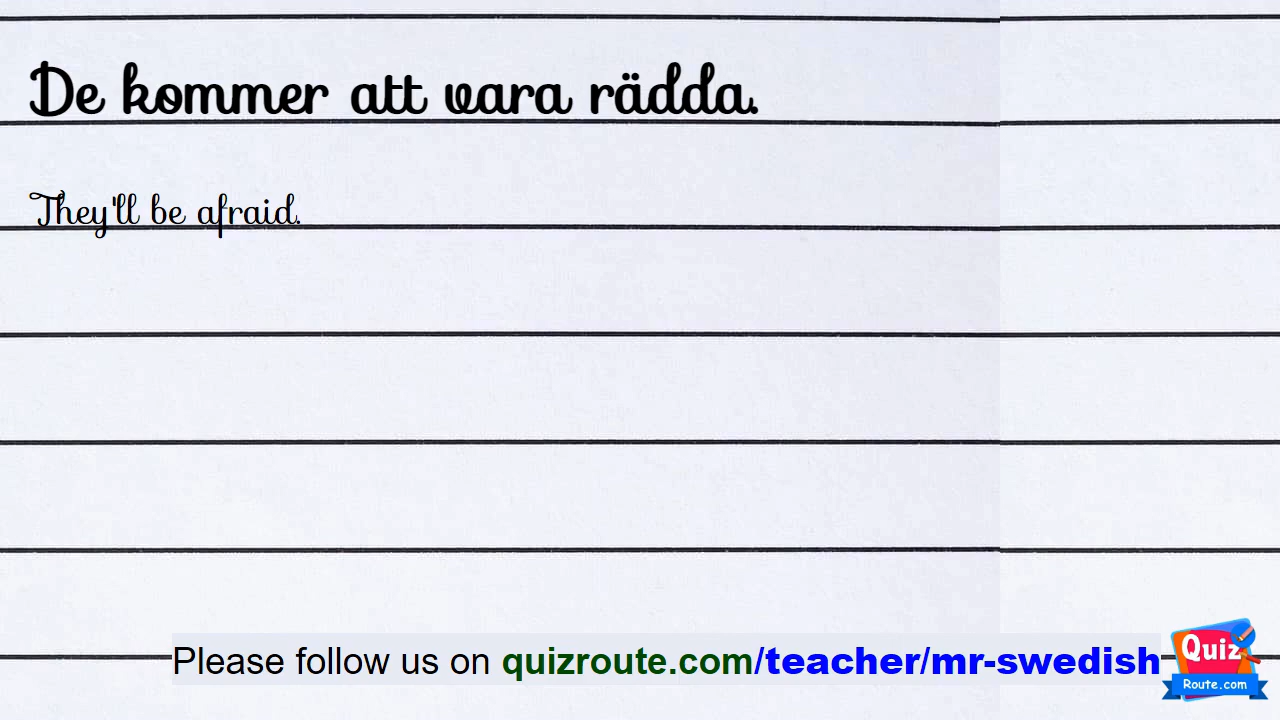 De kommer att vara rädda.
They'll be afraid.
Please follow us on quizroute.com/teacher/mr-swedish
Quiz
Route.com